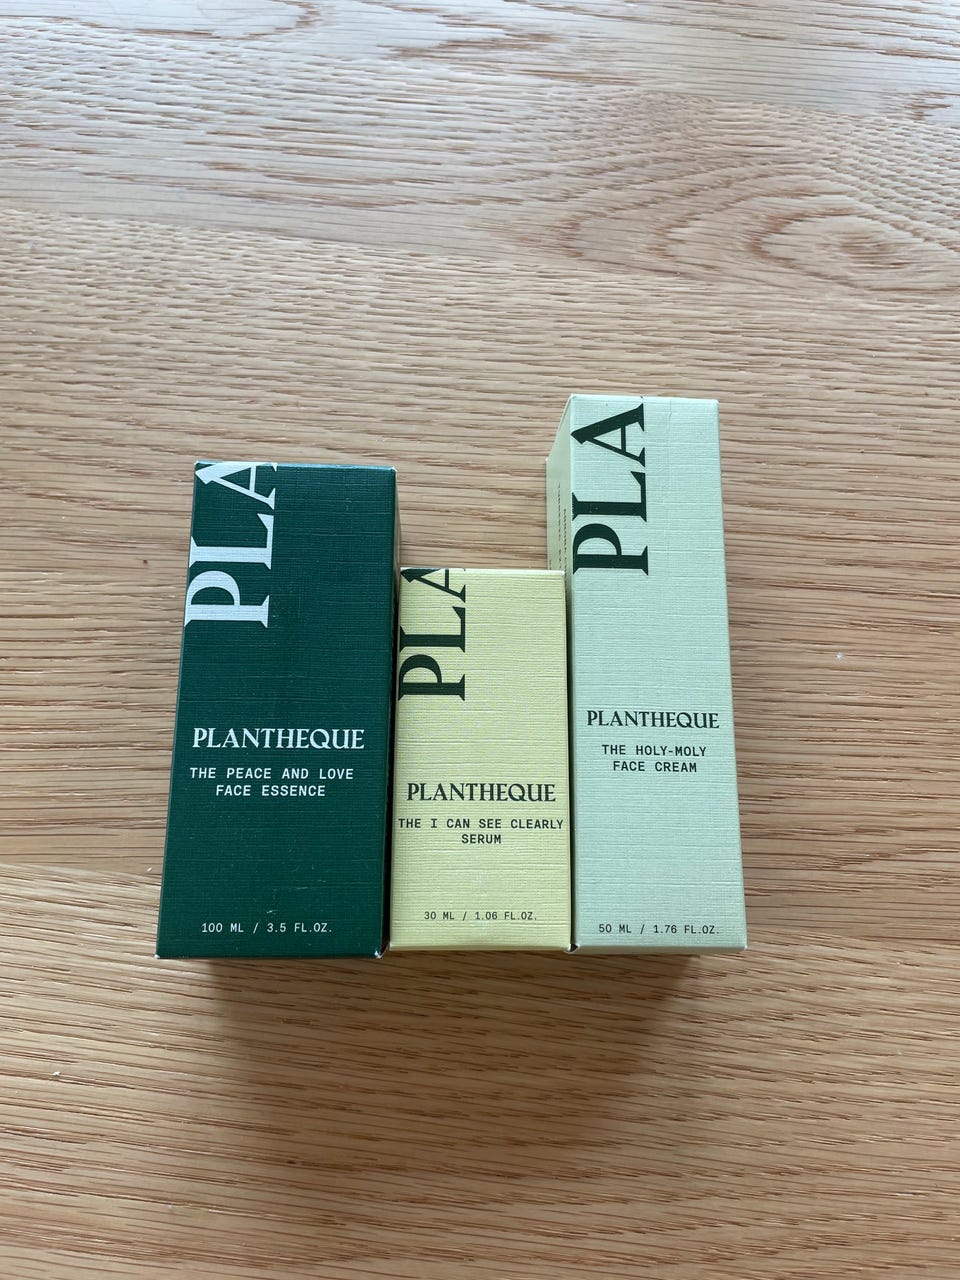 PLA
PLANTHEQUE
THE PEACE AND LOVE
FACE ESSENCE
100 ML / 3.5 FL.OZ.
PLA
PLANTHEQUE
THE I CAN SEE CLEARLY
SERUM
30 ML / 1.06 FL.OZ.
PLA
PLANTHEQUE
THE HOLY-MOLY
FACE CREAM
50 ML / 1.76 FL.OZ.